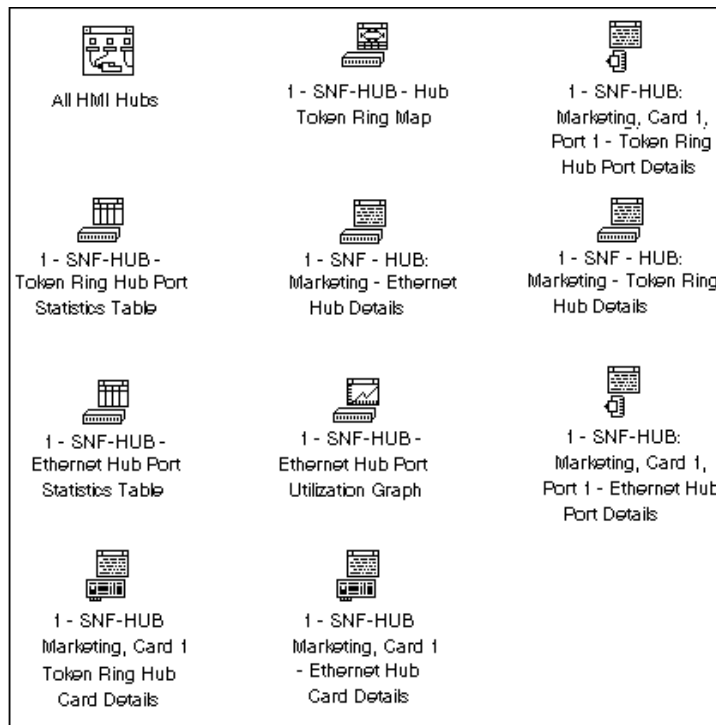 All HMI Hubs
1 - SNF-HUB - Hub
Token Ring Map
1 - SNF-HUB:
Marketing, Card 1,
Port 1 - Token Ring
Hub Port Details
1 - SNF-HUB -
Token Ring Hub Port
Statistics Table
1 - SNF - HUB:
Marketing - Ethernet
Hub Details
1 - SNF - HUB:
Marketing - Token Ring
Hub Details
1 - SNF-HUB -
Ethernet Hub Port
Statistics Table
1 - SNF-HUB -
Ethernet Hub Port
Utilization Graph
1 - SNF-HUB:
Marketing, Card 1,
Port 1 - Ethernet Hub
Port Details
1 - SNF-HUB
Marketing, Card 1
Token Ring Hub
Card Details
1 - SNF-HUB
Marketing, Card 1
- Ethernet Hub
Card Details